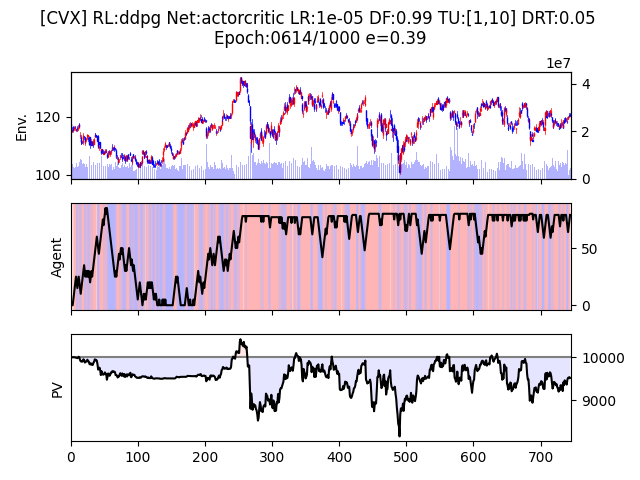 [CVX] RL:ddpg Net:actorcritic LR:1e-05 DF:0.99 TU:[1,10] DRT:0.05
Epoch:0614/1000 e=0.39
1e7
Env.
120
100
4
2
0
Agent
50
0
PV
10000
9000
0 100 200 300 400 500 600 700